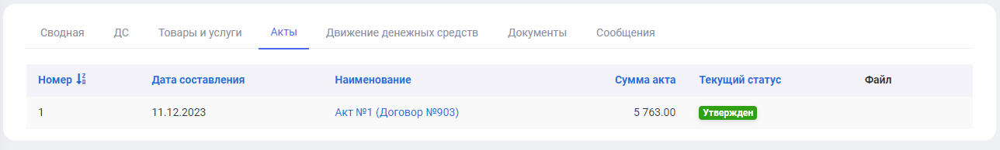 Сводная ДС Товары и услуги Акты Движение денежных средств Документы Сообщения
Номер Дата составления Наименование Сумма акта Текущий статус Файл
1 11.12.2023 Акт №1 (Договор №903) 5 763.00 Утвержден